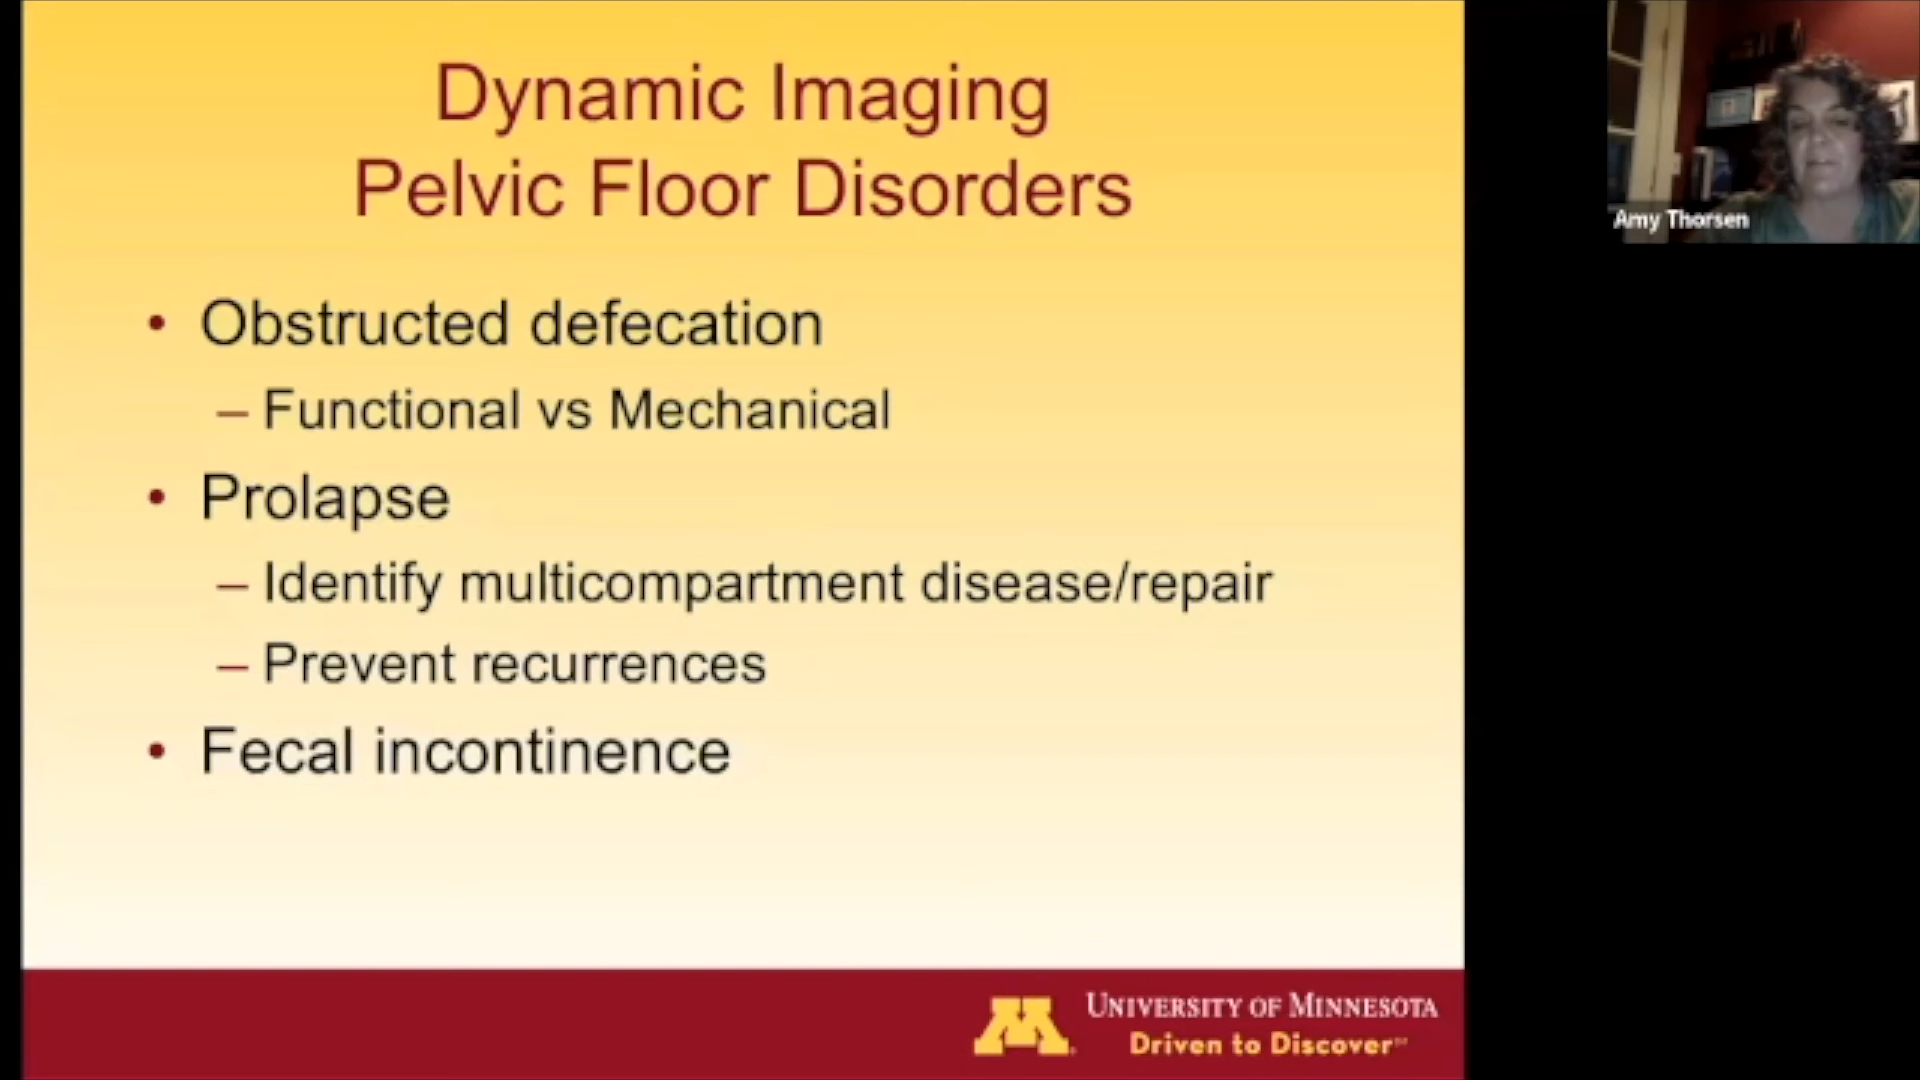 Dynamic Imaging
Pelvic Floor Disorders
• Obstructed defecation
– Functional vs Mechanical
• Prolapse
– Identify multicompartment disease/repair
– Prevent recurrences
• Fecal incontinence
M
UNIVERSITY OF MINNESOTA
Driven to Discover℠
Amy Thorsen